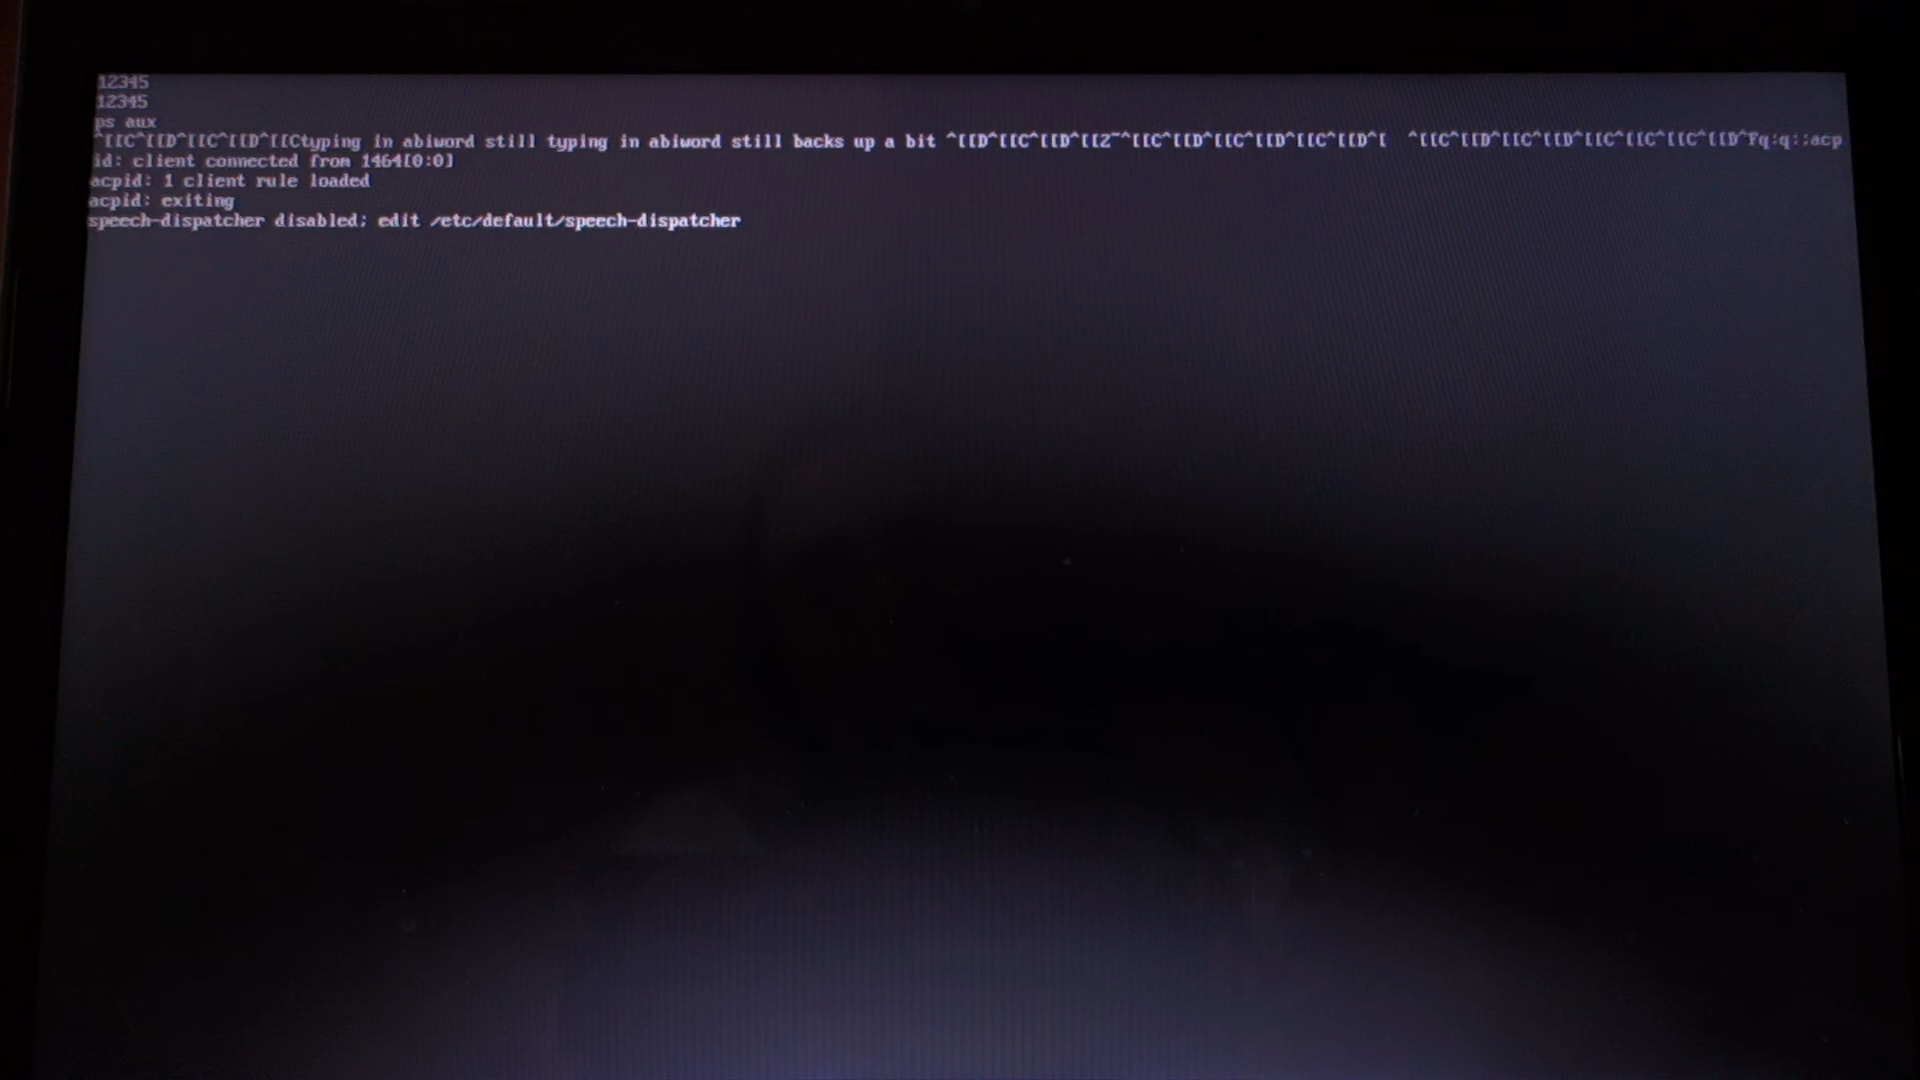 12345
12345
ps aux
^[[C^[[D^[[C^[[D^[[Ctyping in abiword still typing in abiword still backs up a bit ^[[D^[[C^[[D^[[Z~^[[C^[[D^[[C^[[D^[[C^[[D^[ ^[[C^[[D^[[C^[[D^[[C^[[C^[[C^[[D^Fq:q::acp
id: client connected from 1464[0:0]
acpid: 1 client rule loaded
acpid: exiting
speech-dispatcher disabled; edit /etc/default/speech-dispatcher